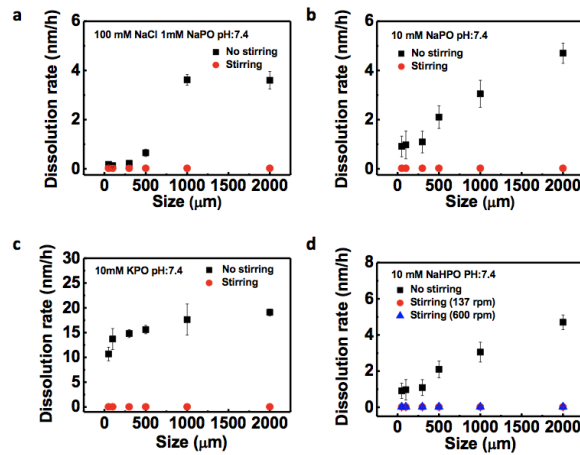 a
100 mM NaCl 1mM NaPO pH:7.4
No stirring
Stirring
Dissolution rate (nm/h)
6
4
2
0
0 500 1000 1500 2000
Size (μm)
b
10 mM NaPO pH:7.4
No stirring
Stirring
Dissolution rate (nm/h)
6
4
2
0
0 500 1000 1500 2000
Size (μm)
c
10mM KPO pH:7.4
No stirring
Stirring
Dissolution rate (nm/h)
30
25
20
15
10
5
0
0 500 1000 1500 2000
Size (μm)
d
10 mM NaHPO PH:7.4
No stirring
Stirring (137 rpm)
Stirring (600 rpm)
Dissolution rate (nm/h)
8
6
4
2
0
0 500 1000 1500 2000
Size (μm)